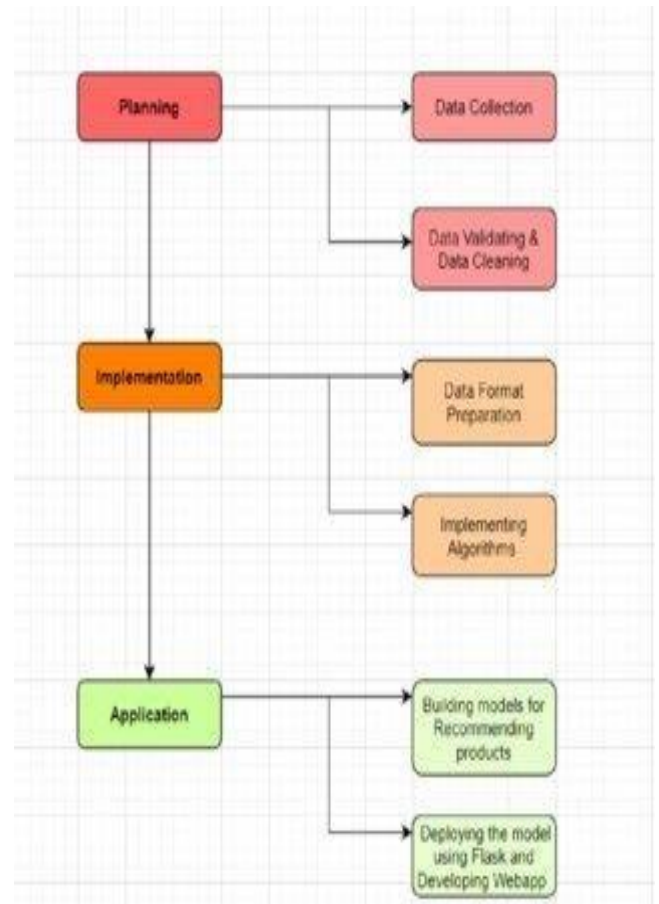 Planning
Data Collection
Data Validating &
Data Cleaning
Implementation
Data Format
Preparation
Implementing
Algorithms
Application
Building models for
Recommending
products
Deploying the model
using Flask and
Developing Webapp